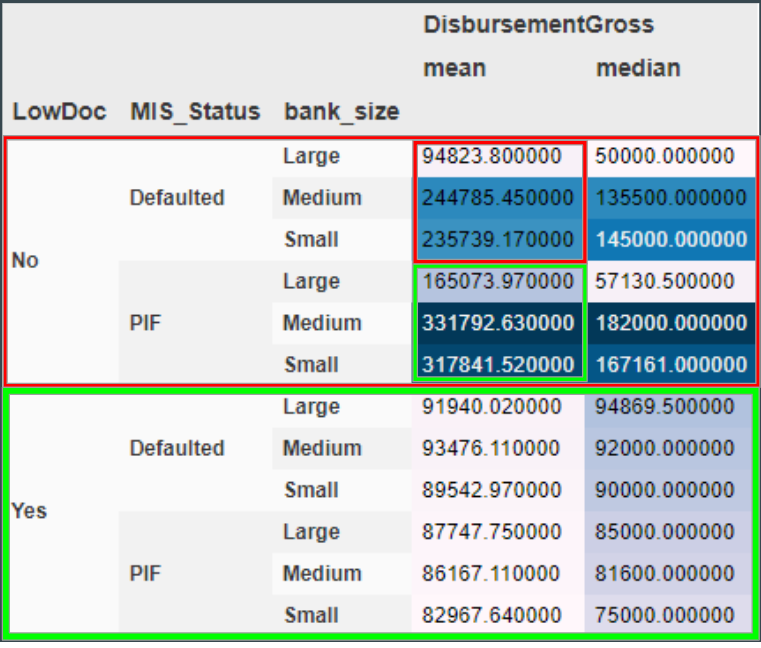 DisbursementGross
mean median
LowDoc MIS_Status bank_size
Large 94823.800000 50000.000000
Defaulted Medium 244785.450000 135500.000000
Small 235739.170000 145000.000000
No
Large 165073.970000 57130.500000
PIF Medium 331792.630000 182000.000000
Small 317841.520000 167161.000000
Large 91940.020000 94869.500000
Defaulted Medium 93476.110000 92000.000000
Small 89542.970000 90000.000000
Yes
Large 87747.750000 85000.000000
PIF Medium 86167.110000 81600.000000
Small 82967.640000 75000.000000